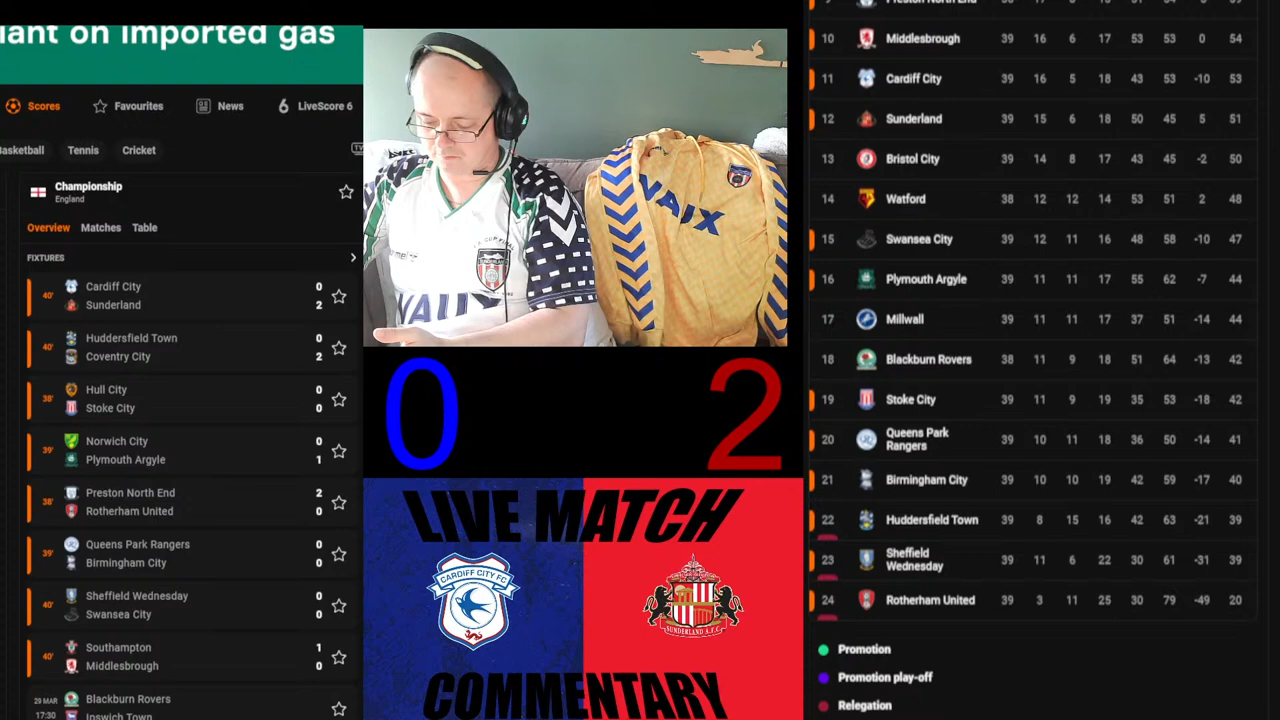 iant on imported gas
Scores
Favourites
News
6 LiveScore 6
Basketball
Tennis
Cricket
TV
Championship
England
Overview
Matches
Table
FIXTURES
40' Cardiff City 0
Sunderland 2
40' Huddersfield Town 0
Coventry City 2
38' Hull City 0
Stoke City 0
39' Norwich City 0
Plymouth Argyle 1
38' Preston North End 2
Rotherham United 0
39' Queens Park Rangers 0
Birmingham City 0
40' Sheffield Wednesday 0
Swansea City 0
40' Southampton 1
Middlesbrough 0
29 MAR Blackburn Rovers
17:30 Ipswich Town
F.A. CUP FINAL
SUNDERLAND
VAUX
VAUX
0 2
LIVE MATCH
CARDIFF CITY FC
SUNDERLAND A.F.C
COMMENTARY
Preston North End
10 Middlesbrough 39 16 6 17 53 53 0 54
11 Cardiff City 39 16 5 18 43 53 -10 53
12 Sunderland 39 15 6 18 50 45 5 51
13 Bristol City 39 14 8 17 43 45 -2 50
14 Watford 38 12 12 14 53 51 2 48
15 Swansea City 39 12 11 16 48 58 -10 47
16 Plymouth Argyle 39 11 11 17 55 62 -7 44
17 Millwall 39 11 11 17 37 51 -14 44
18 Blackburn Rovers 38 11 9 18 51 64 -13 42
19 Stoke City 39 11 9 19 35 53 -18 42
20 Queens Park Rangers 39 10 11 18 36 50 -14 41
21 Birmingham City 39 10 10 19 42 59 -17 40
22 Huddersfield Town 39 8 15 16 42 63 -21 39
23 Sheffield Wednesday 39 11 6 22 30 61 -31 39
24 Rotherham United 39 3 11 25 30 79 -49 20
Promotion
Promotion play-off
Relegation